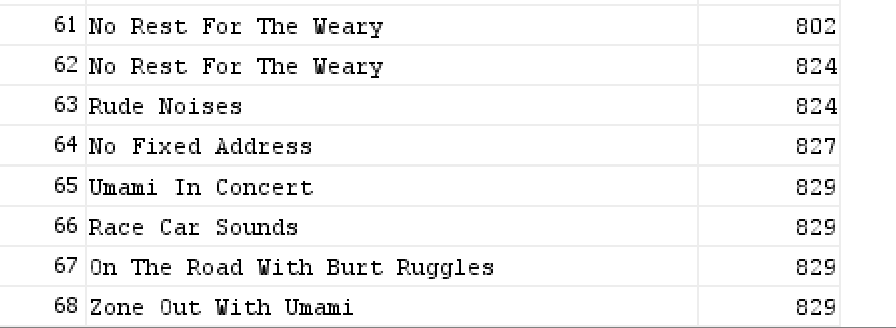 61 No Rest For The Weary 802
62 No Rest For The Weary 824
63 Rude Noises 824
64 No Fixed Address 827
65 Umami In Concert 829
66 Race Car Sounds 829
67 On The Road With Burt Ruggles 829
68 Zone Out With Umami 829